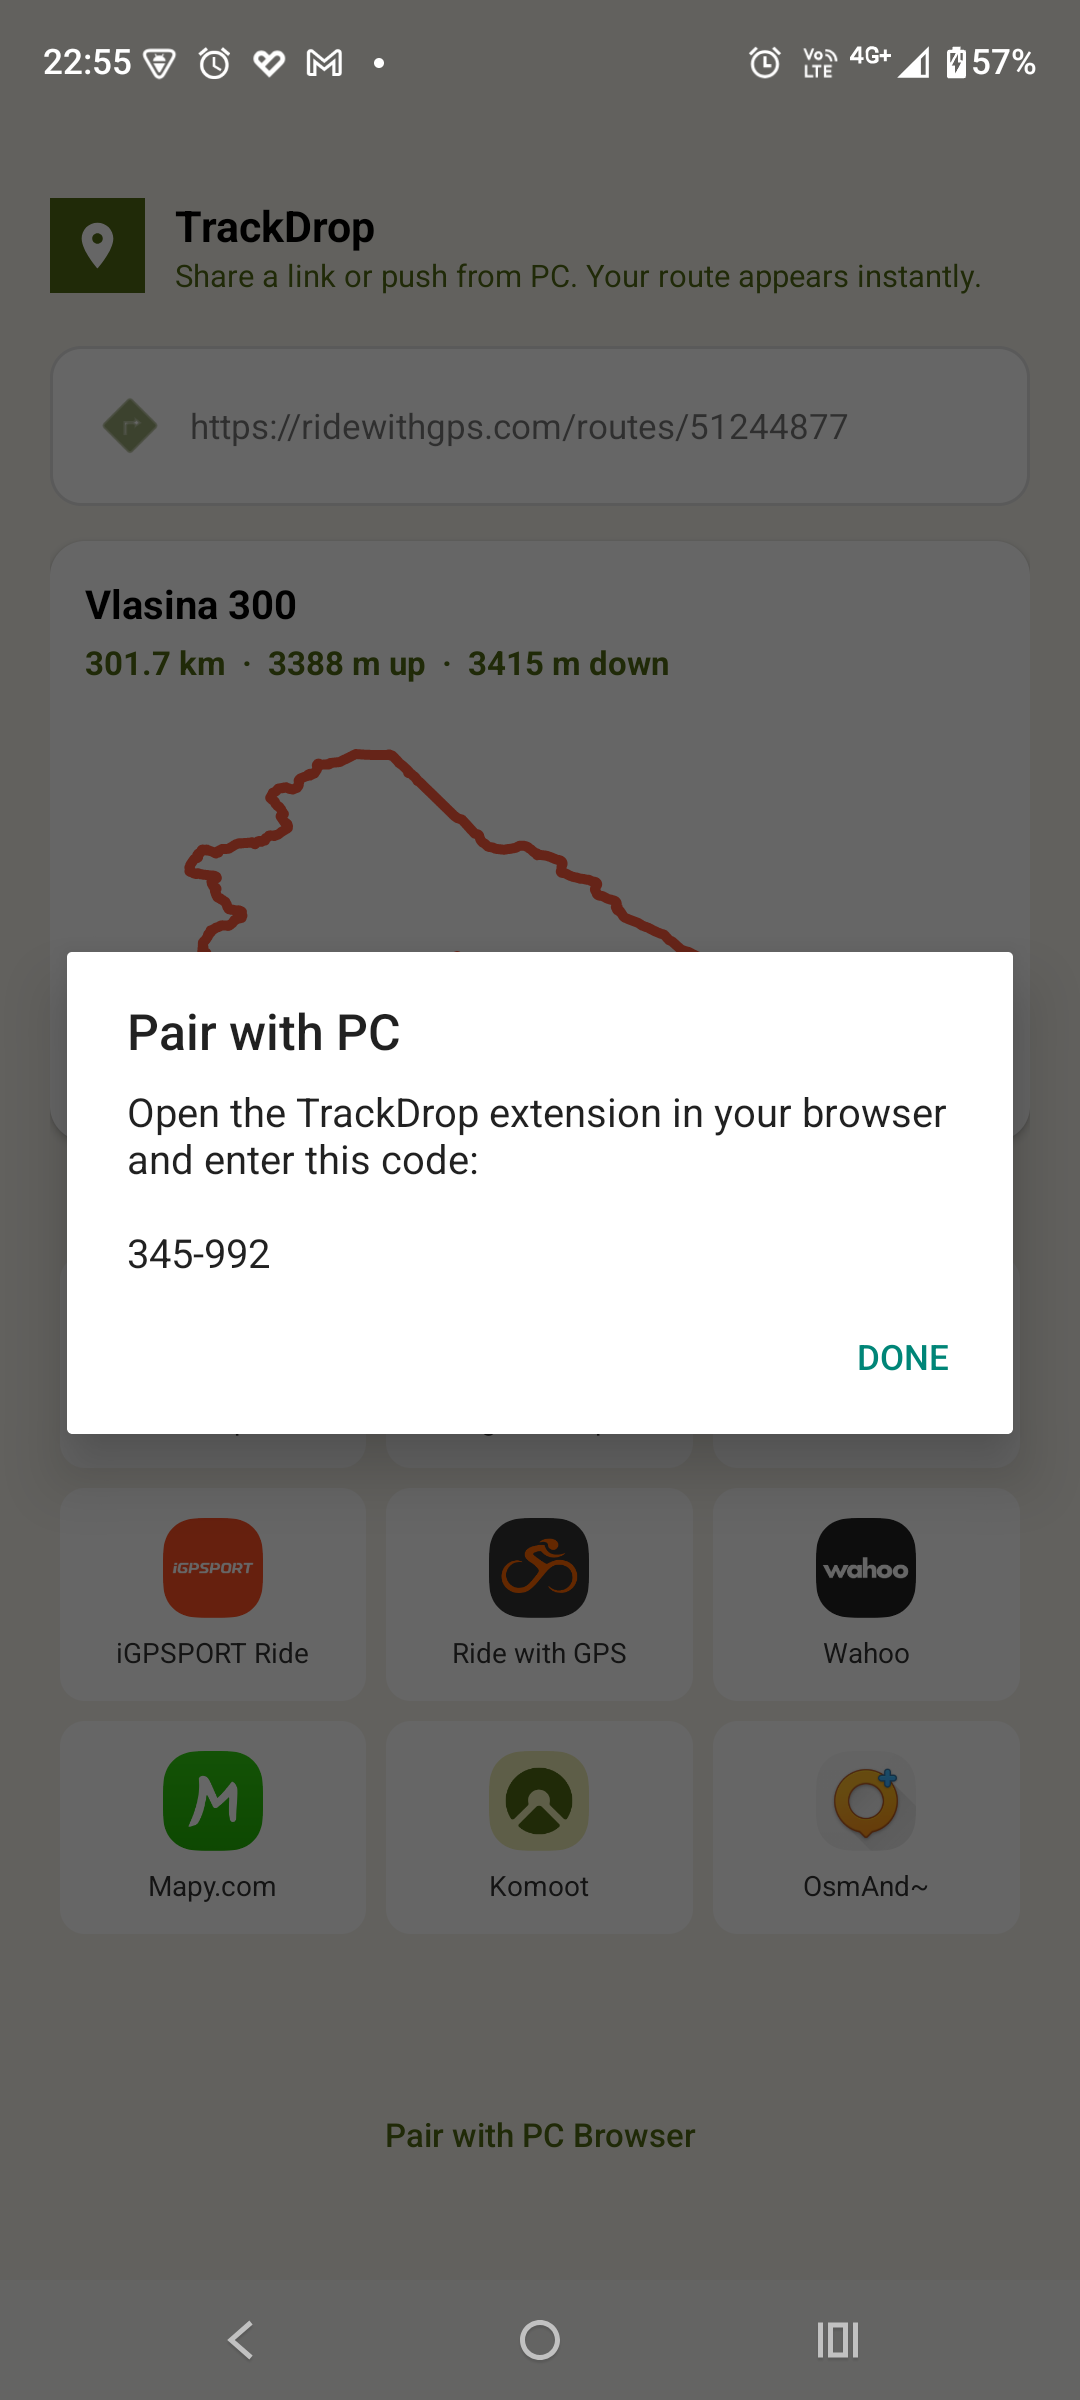 22:55
Vo LTE 4G+ 57%
TrackDrop
Share a link or push from PC. Your route appears instantly.
https://ridewithgps.com/routes/51244877
Vlasina 300
301.7 km · 3388 m up · 3415 m down
Pair with PC
Open the TrackDrop extension in your browser
and enter this code:
345-992
DONE
iGPSPORT
wahoo
iGPSPORT Ride
Ride with GPS
Wahoo
Mapy.com
Komoot
OsmAnd~
Pair with PC Browser